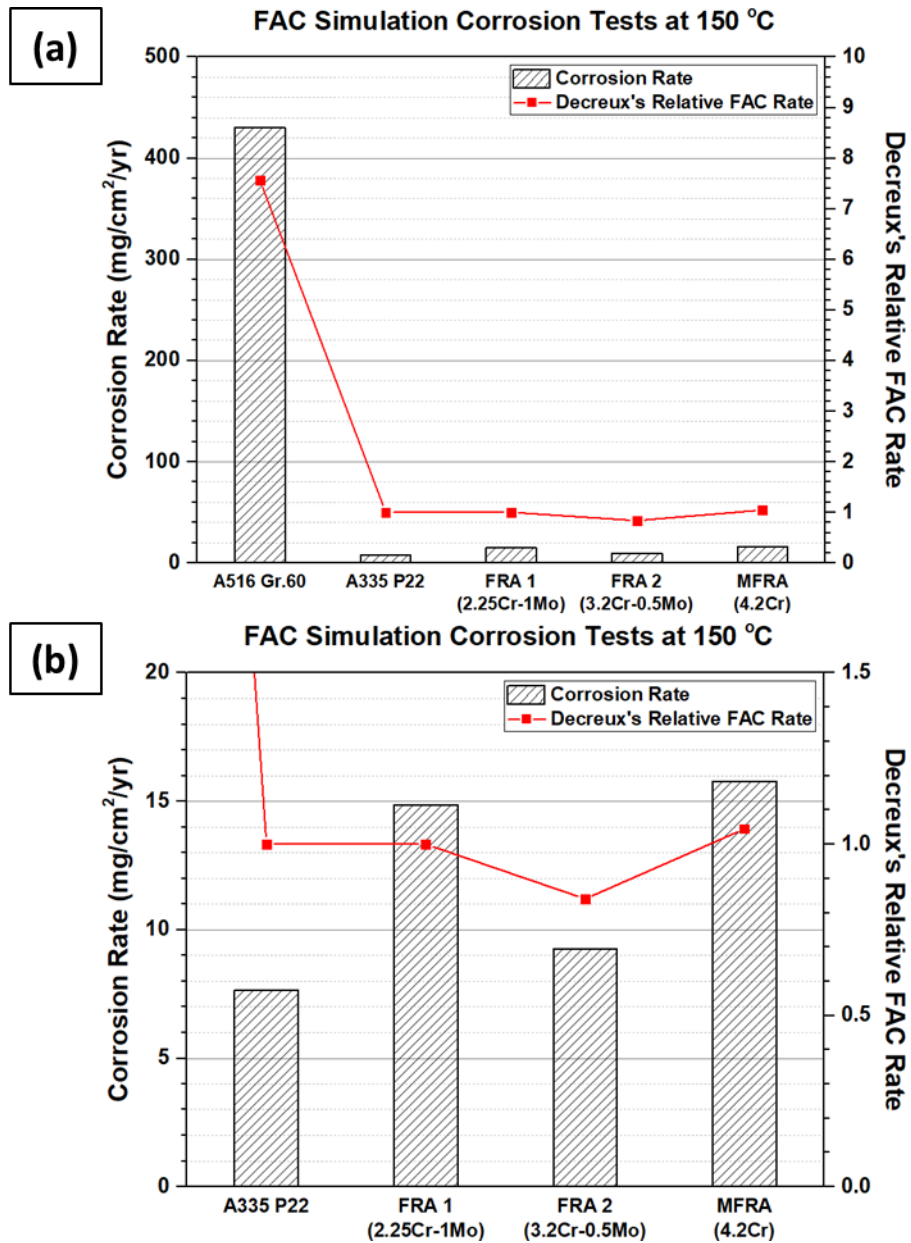 (a)
FAC Simulation Corrosion Tests at 150 °C
Corrosion Rate
Decreux's Relative FAC Rate
Corrosion Rate (mg/cm²/yr)
500
400
300
200
100
0
Decreux's Relative FAC Rate
10
9
8
7
6
5
4
3
2
1
0
A516 Gr.60 A335 P22 FRA 1 FRA 2 MFRA
(2.25Cr-1Mo) (3.2Cr-0.5Mo) (4.2Cr)
(b)
FAC Simulation Corrosion Tests at 150 °C
Corrosion Rate
Decreux's Relative FAC Rate
Corrosion Rate (mg/cm²/yr)
20
15
10
5
0
Decreux's Relative FAC Rate
1.5
1.0
0.5
0.0
A335 P22 FRA 1 FRA 2 MFRA
(2.25Cr-1Mo) (3.2Cr-0.5Mo) (4.2Cr)